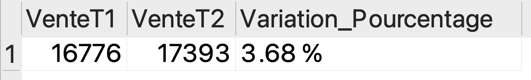 VenteT1 VenteT2 Variation_Pourcentage
1 16776 17393 3.68 %